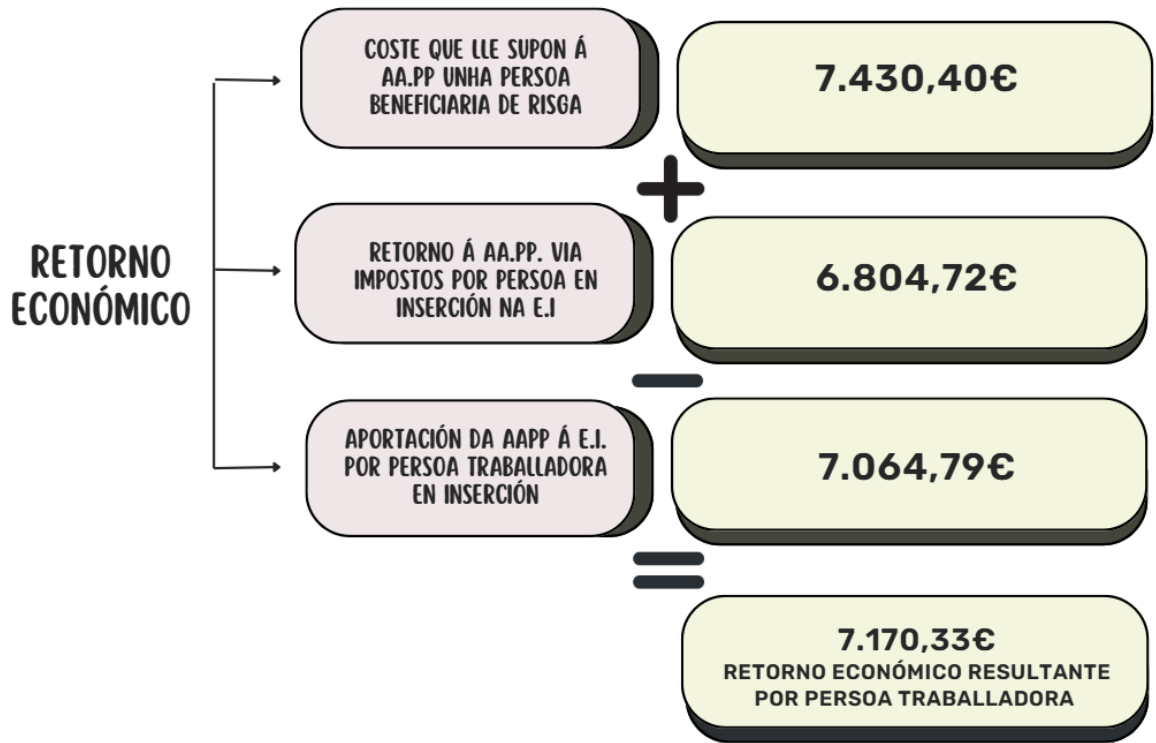 COSTE QUE LLE SUPON Á
AA.PP UNHA PERSOA
BENEFICIARIA DE RISGA
7.430,40€
+
RETORNO
ECONÓMICO
RETORNO Á AA.PP. VIA
IMPOSTOS POR PERSOA EN
INSERCIÓN NA E.I
6.804,72€
–
APORTACIÓN DA AAPP Á E.I.
POR PERSOA TRABALLADORA
EN INSERCIÓN
7.064,79€
=
7.170,33€
RETORNO ECONÓMICO RESULTANTE
POR PERSOA TRABALLADORA